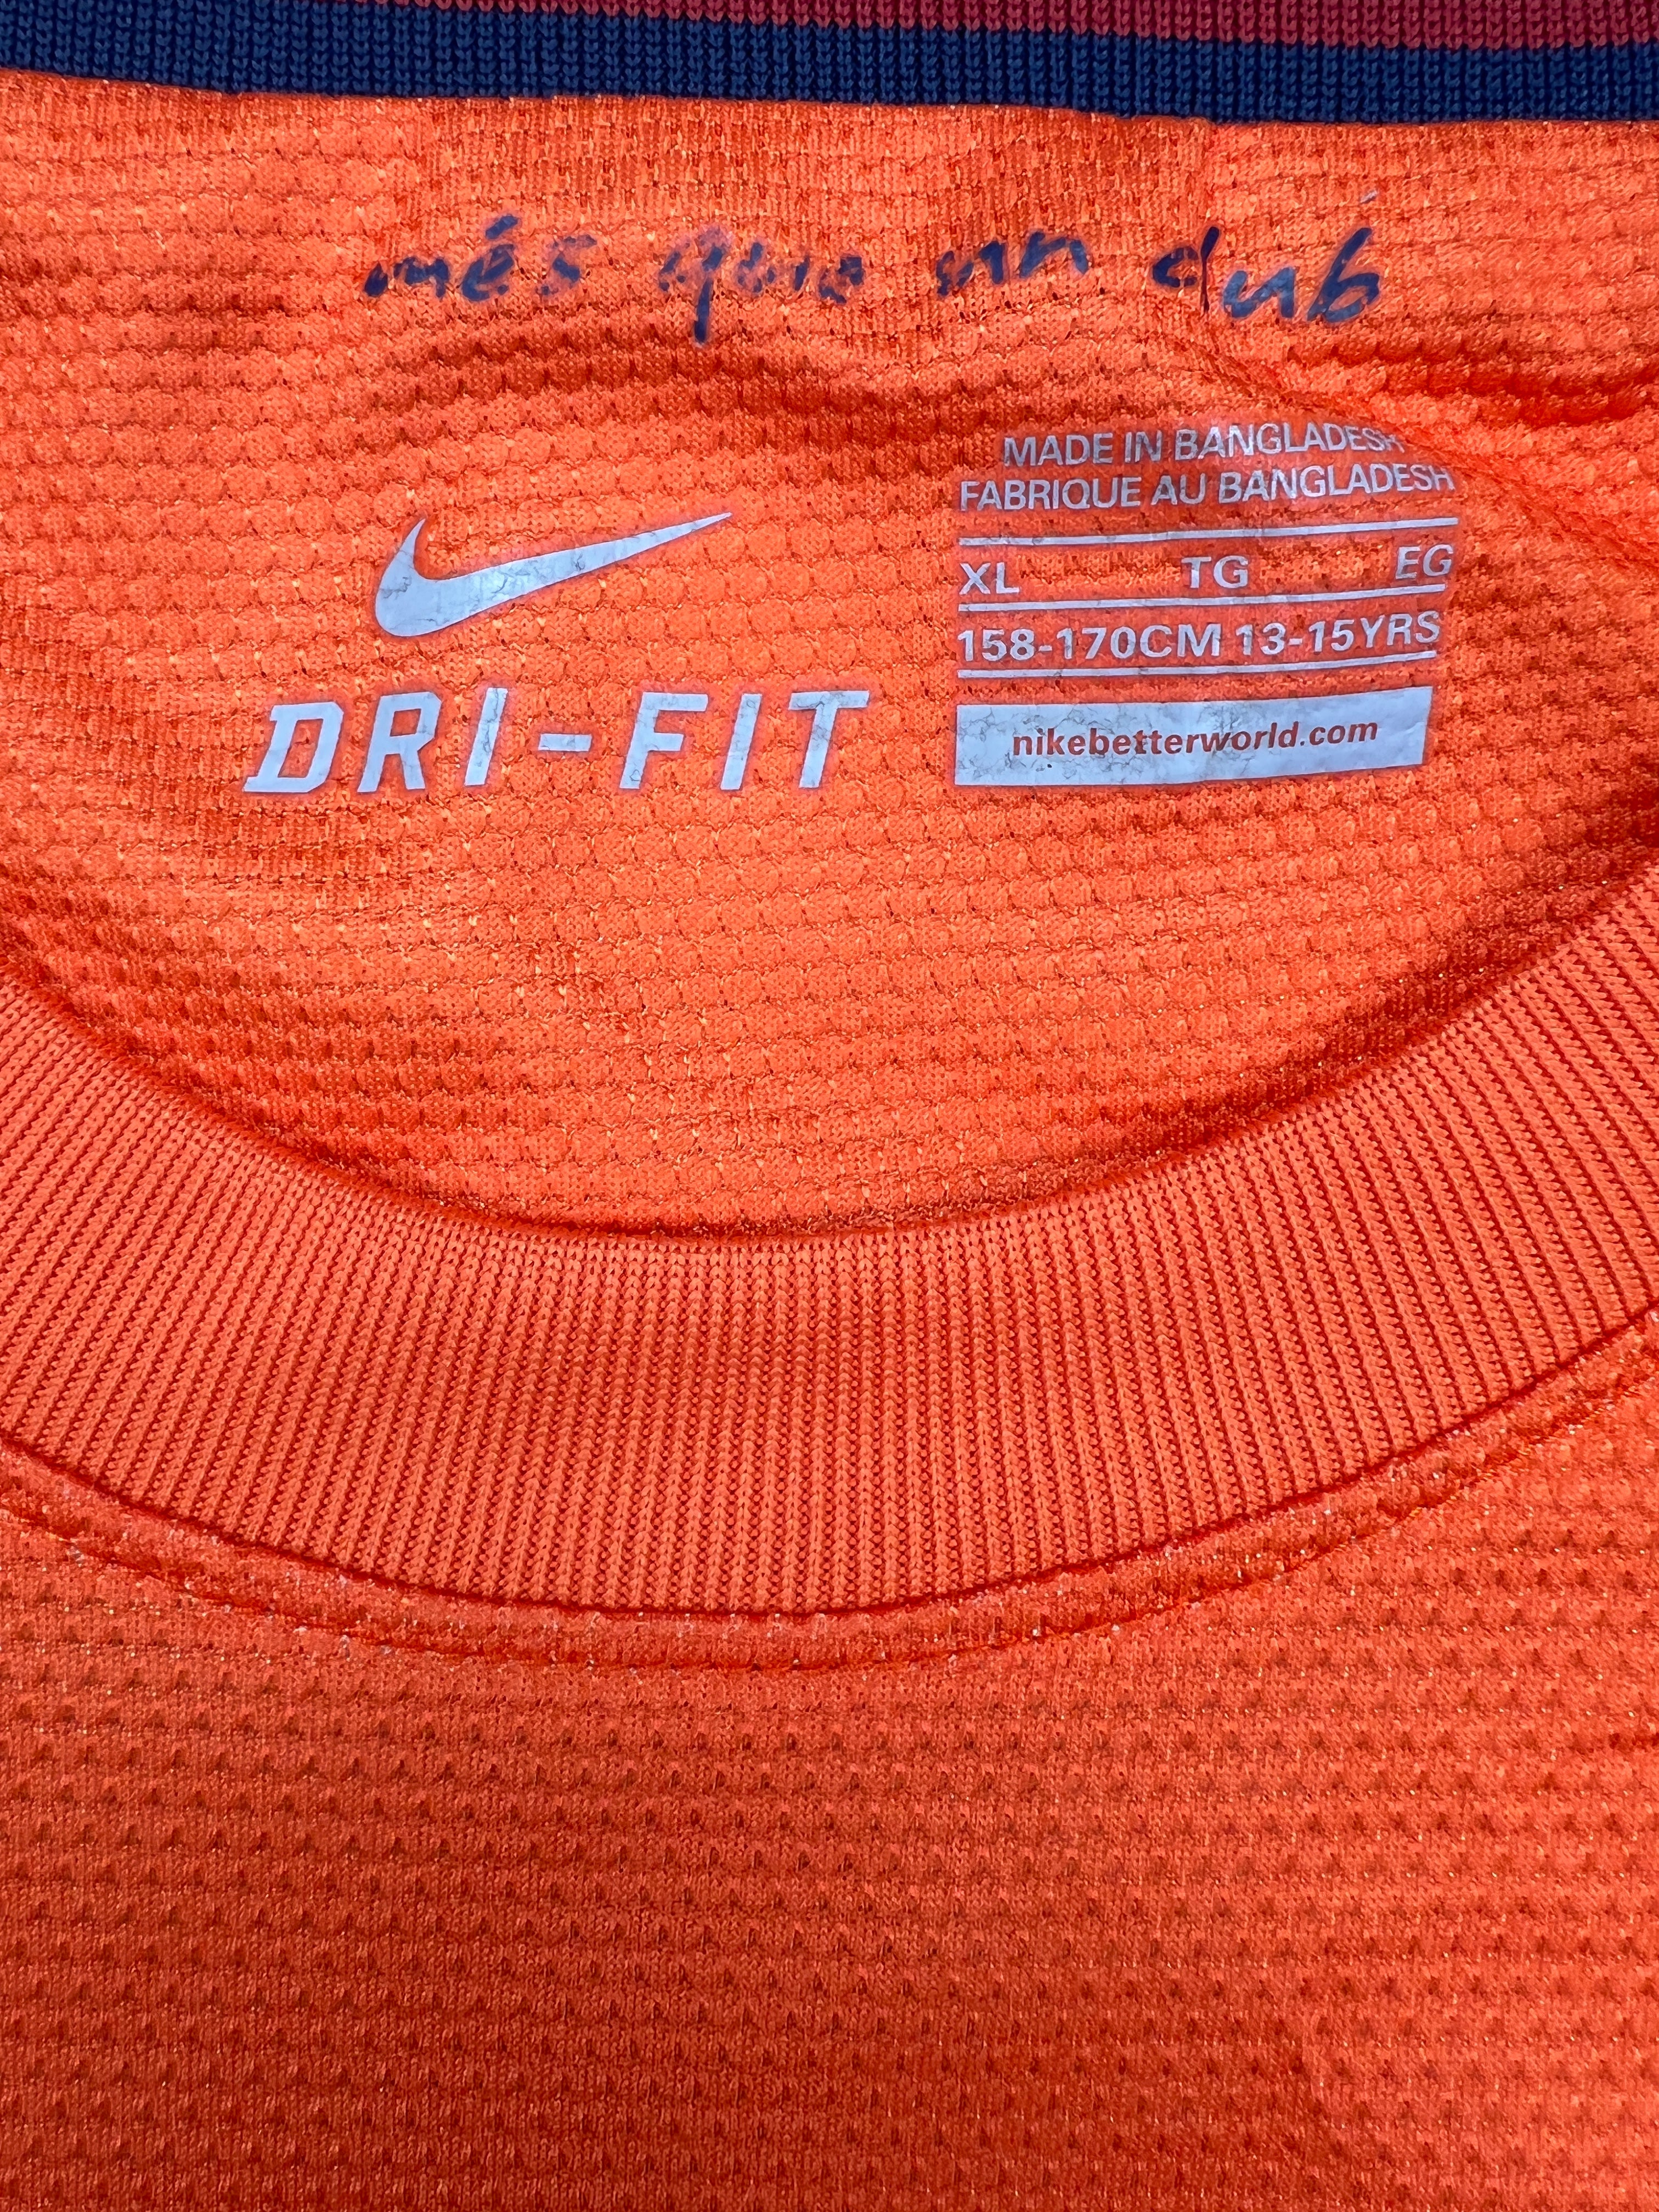 més que un club
MADE IN BANGLADESH
FABRIQUE AU BANGLADESH
XL TG EG
158-170CM 13-15YRS
nikebetterworld.com
DRI-FIT